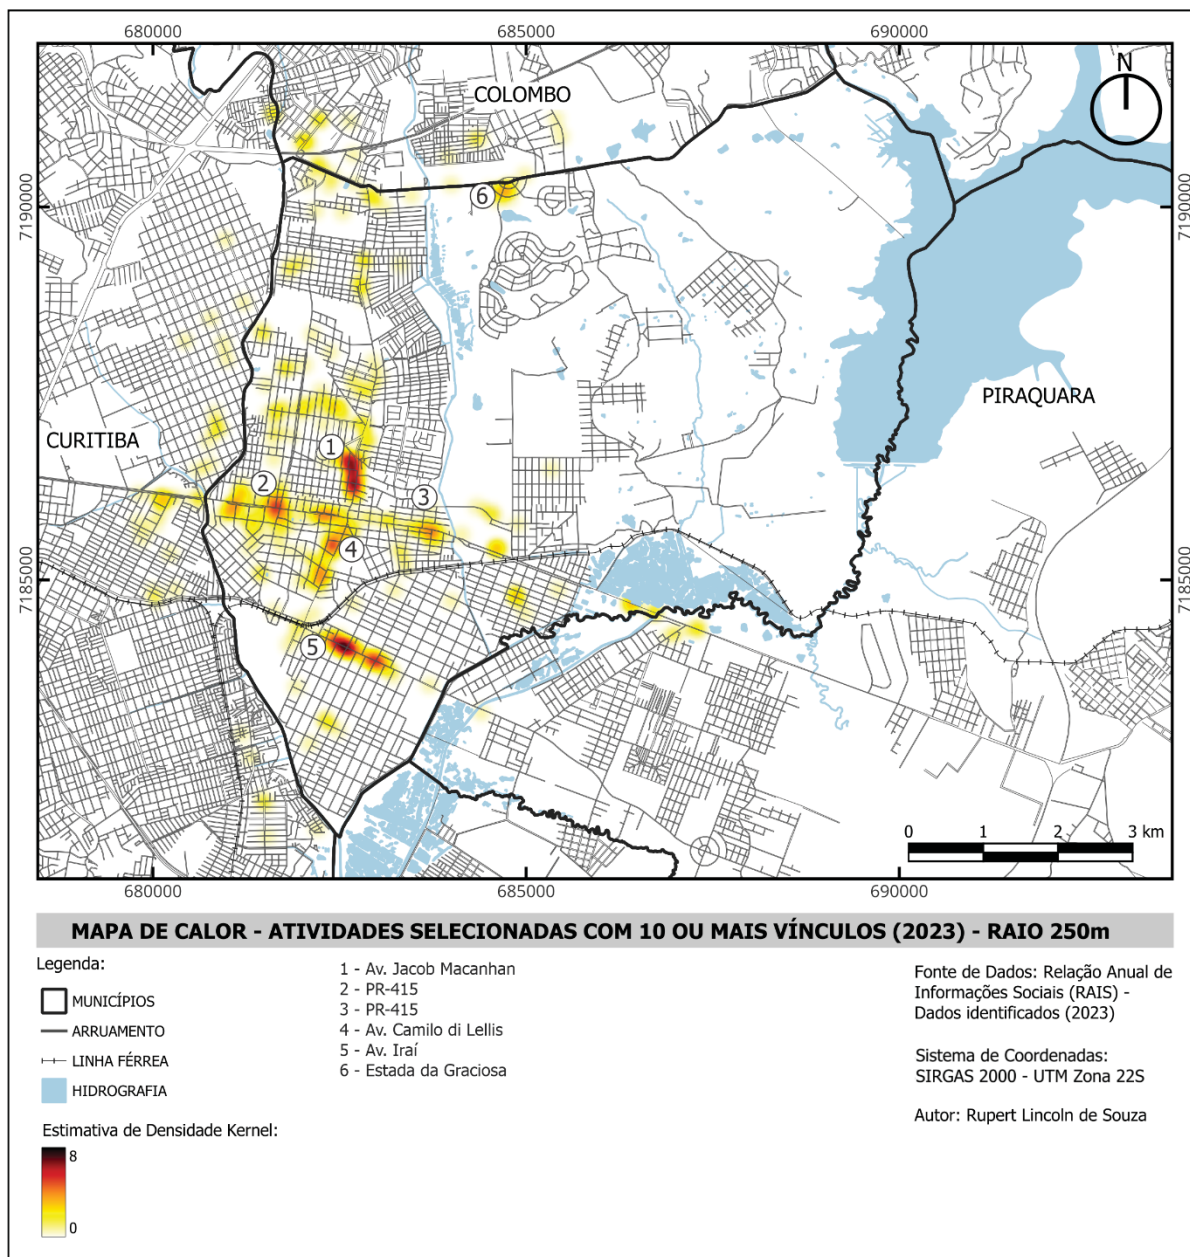 680000
685000
690000
N
COLOMBO
7190000
7190000
6
PIRAQUARA
CURITIBA
1
2
3
4
7185000
7185000
5
0
1
2
3 km
680000
685000
690000
MAPA DE CALOR - ATIVIDADES SELECIONADAS COM 10 OU MAIS VÍNCULOS (2023) - RAIO 250m
Legenda:
MUNICÍPIOS
ARRUAMENTO
LINHA FÉRREA
HIDROGRAFIA
Estimativa de Densidade Kernel:
8
0
1 - Av. Jacob Macanhan
2 - PR-415
3 - PR-415
4 - Av. Camilo di Lellis
5 - Av. Iraí
6 - Estada da Graciosa
Fonte de Dados: Relação Anual de
Informações Sociais (RAIS) -
Dados identificados (2023)
Sistema de Coordenadas:
SIRGAS 2000 - UTM Zona 22S
Autor: Rupert Lincoln de Souza